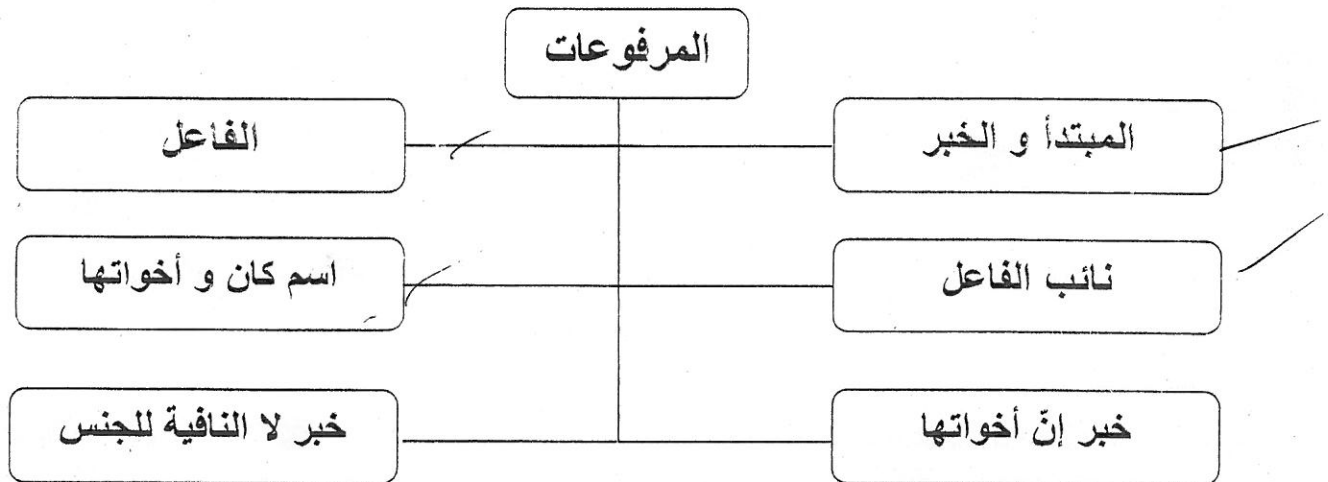 المرفوعات
المبتدأ و الخبر
الفاعل
نائب الفاعل
اسم كان و أخواتها
خبر إنّ أخواتها
خبر لا النافية للجنس